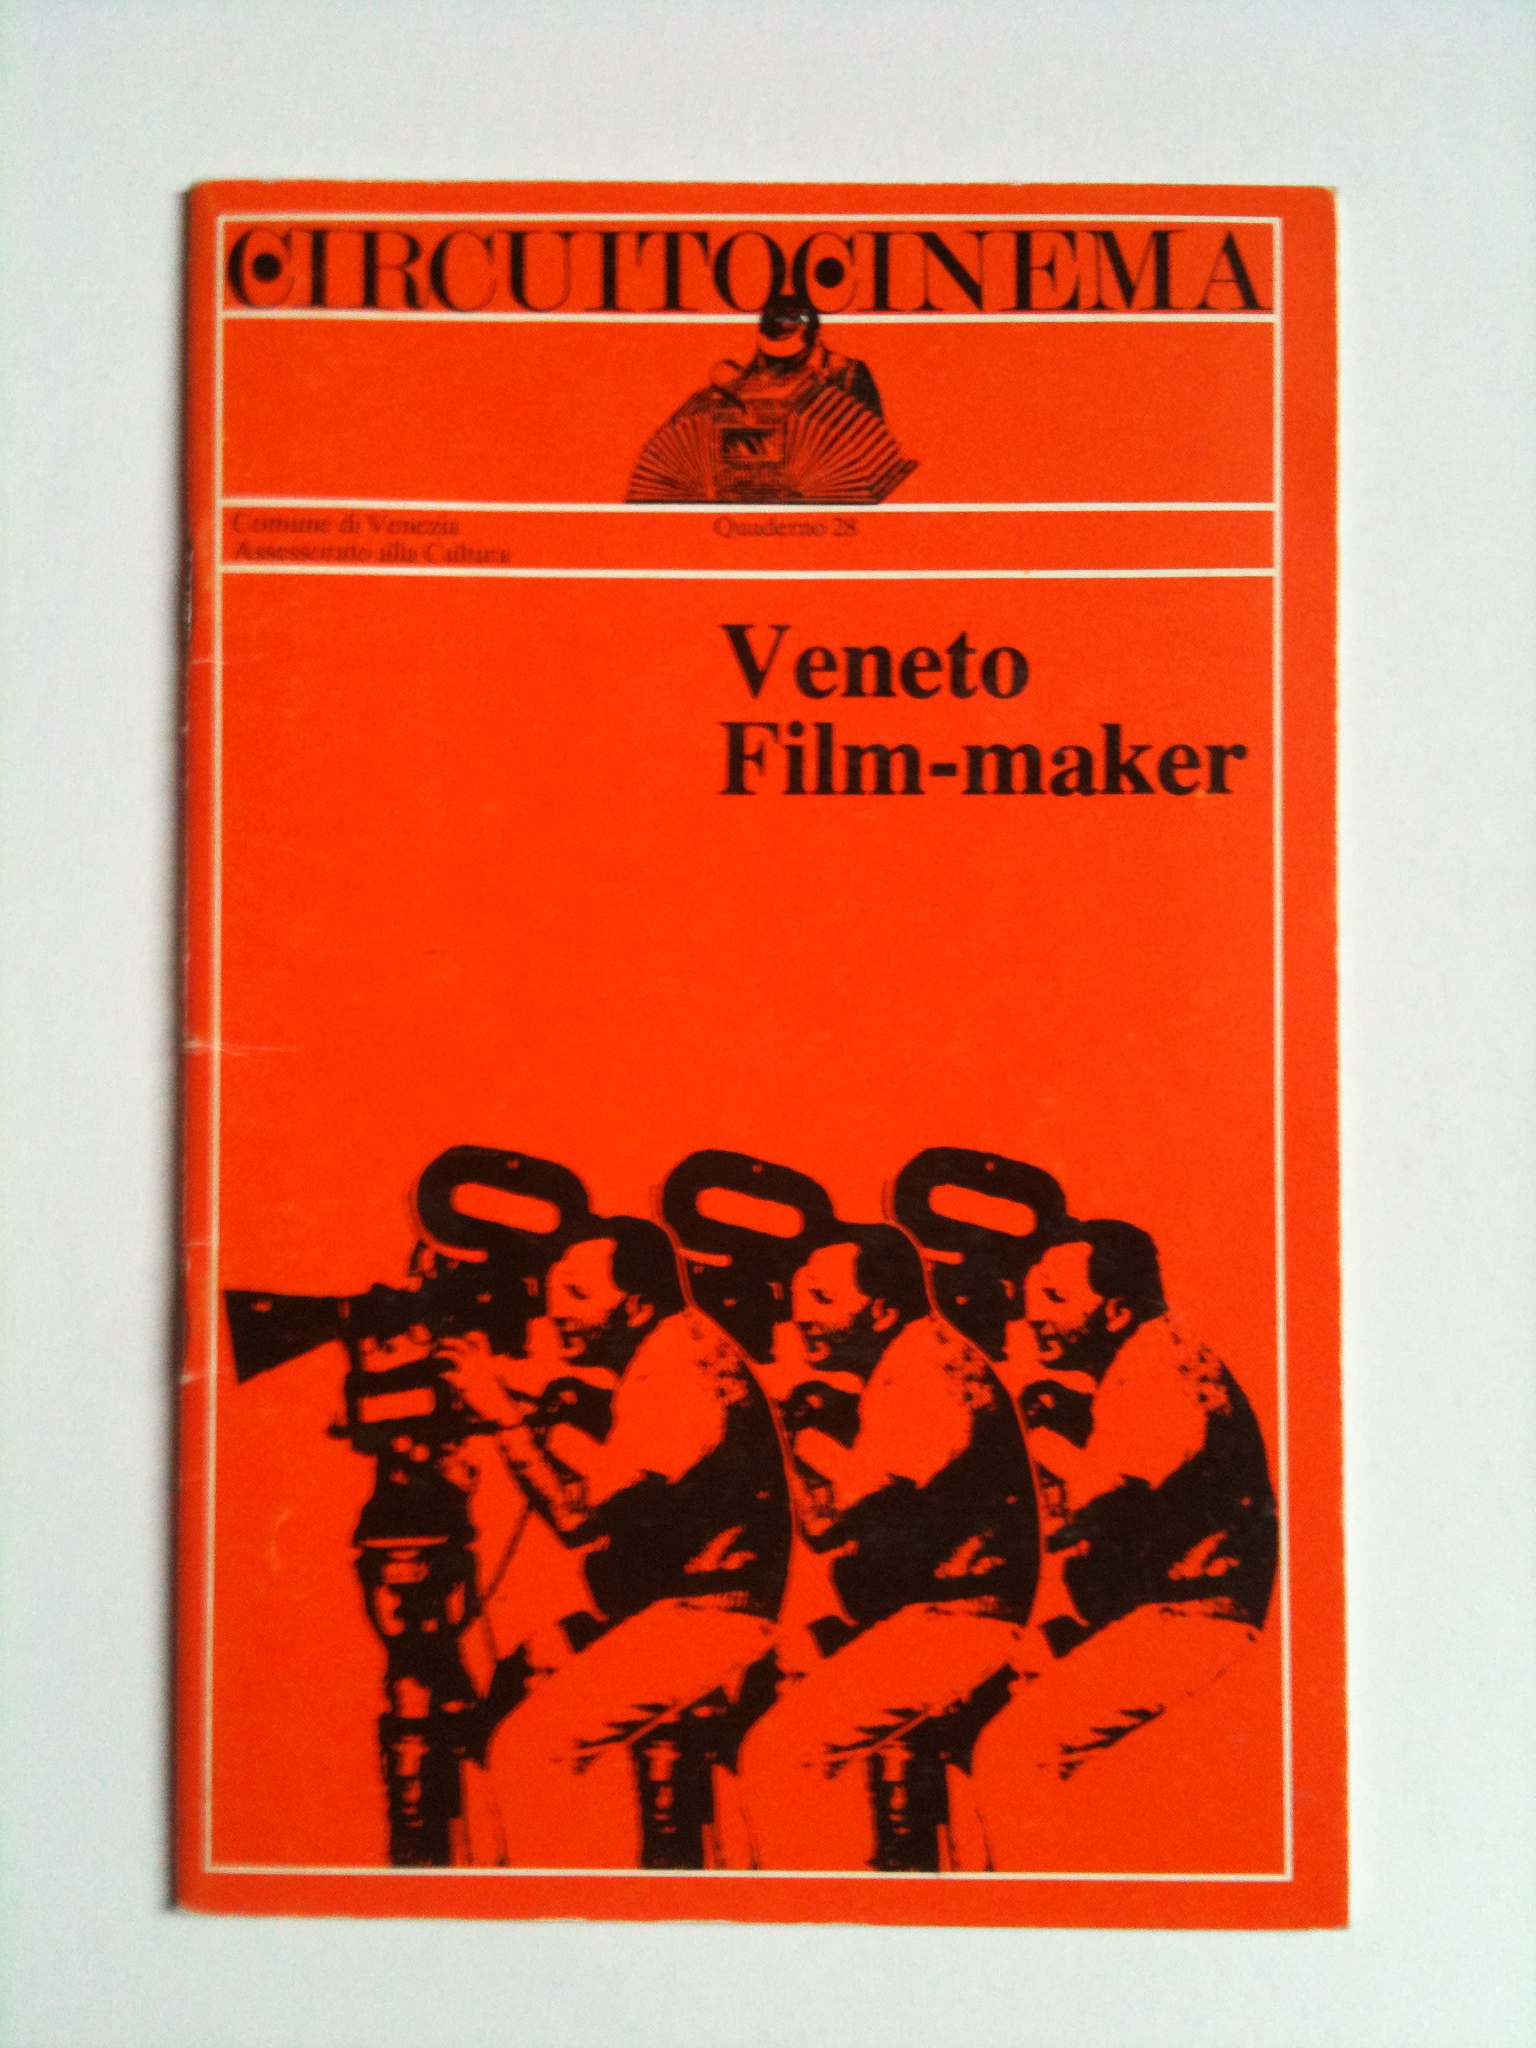 CIRCUITOCINEMA
Comune di Venezia
Assessorato alla Cultura
Quaderno 28
Veneto
Film-maker